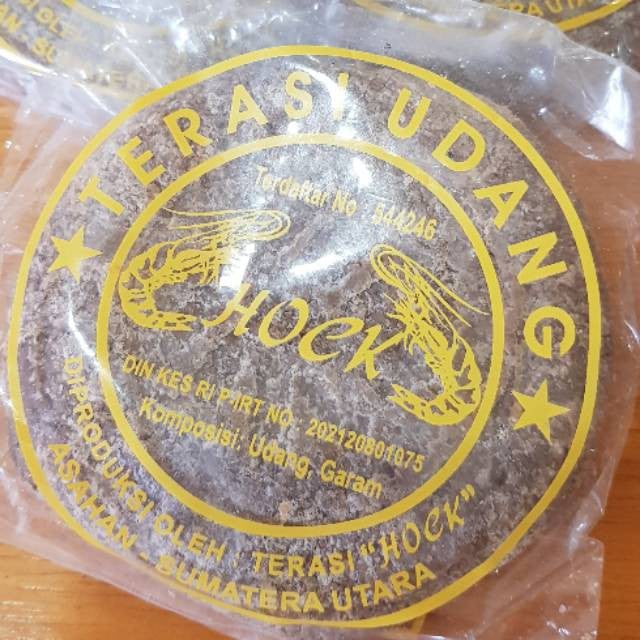 TERASI UDANG
Terdaftar No. 444246
HOCK
DIN.KES RI P-IRT NO. 202120801075
Komposisi: Udang, Garam
DIPRODUKSI OLEH : TERASI "HOCK"
ASAHAN - SUMATERA UTARA